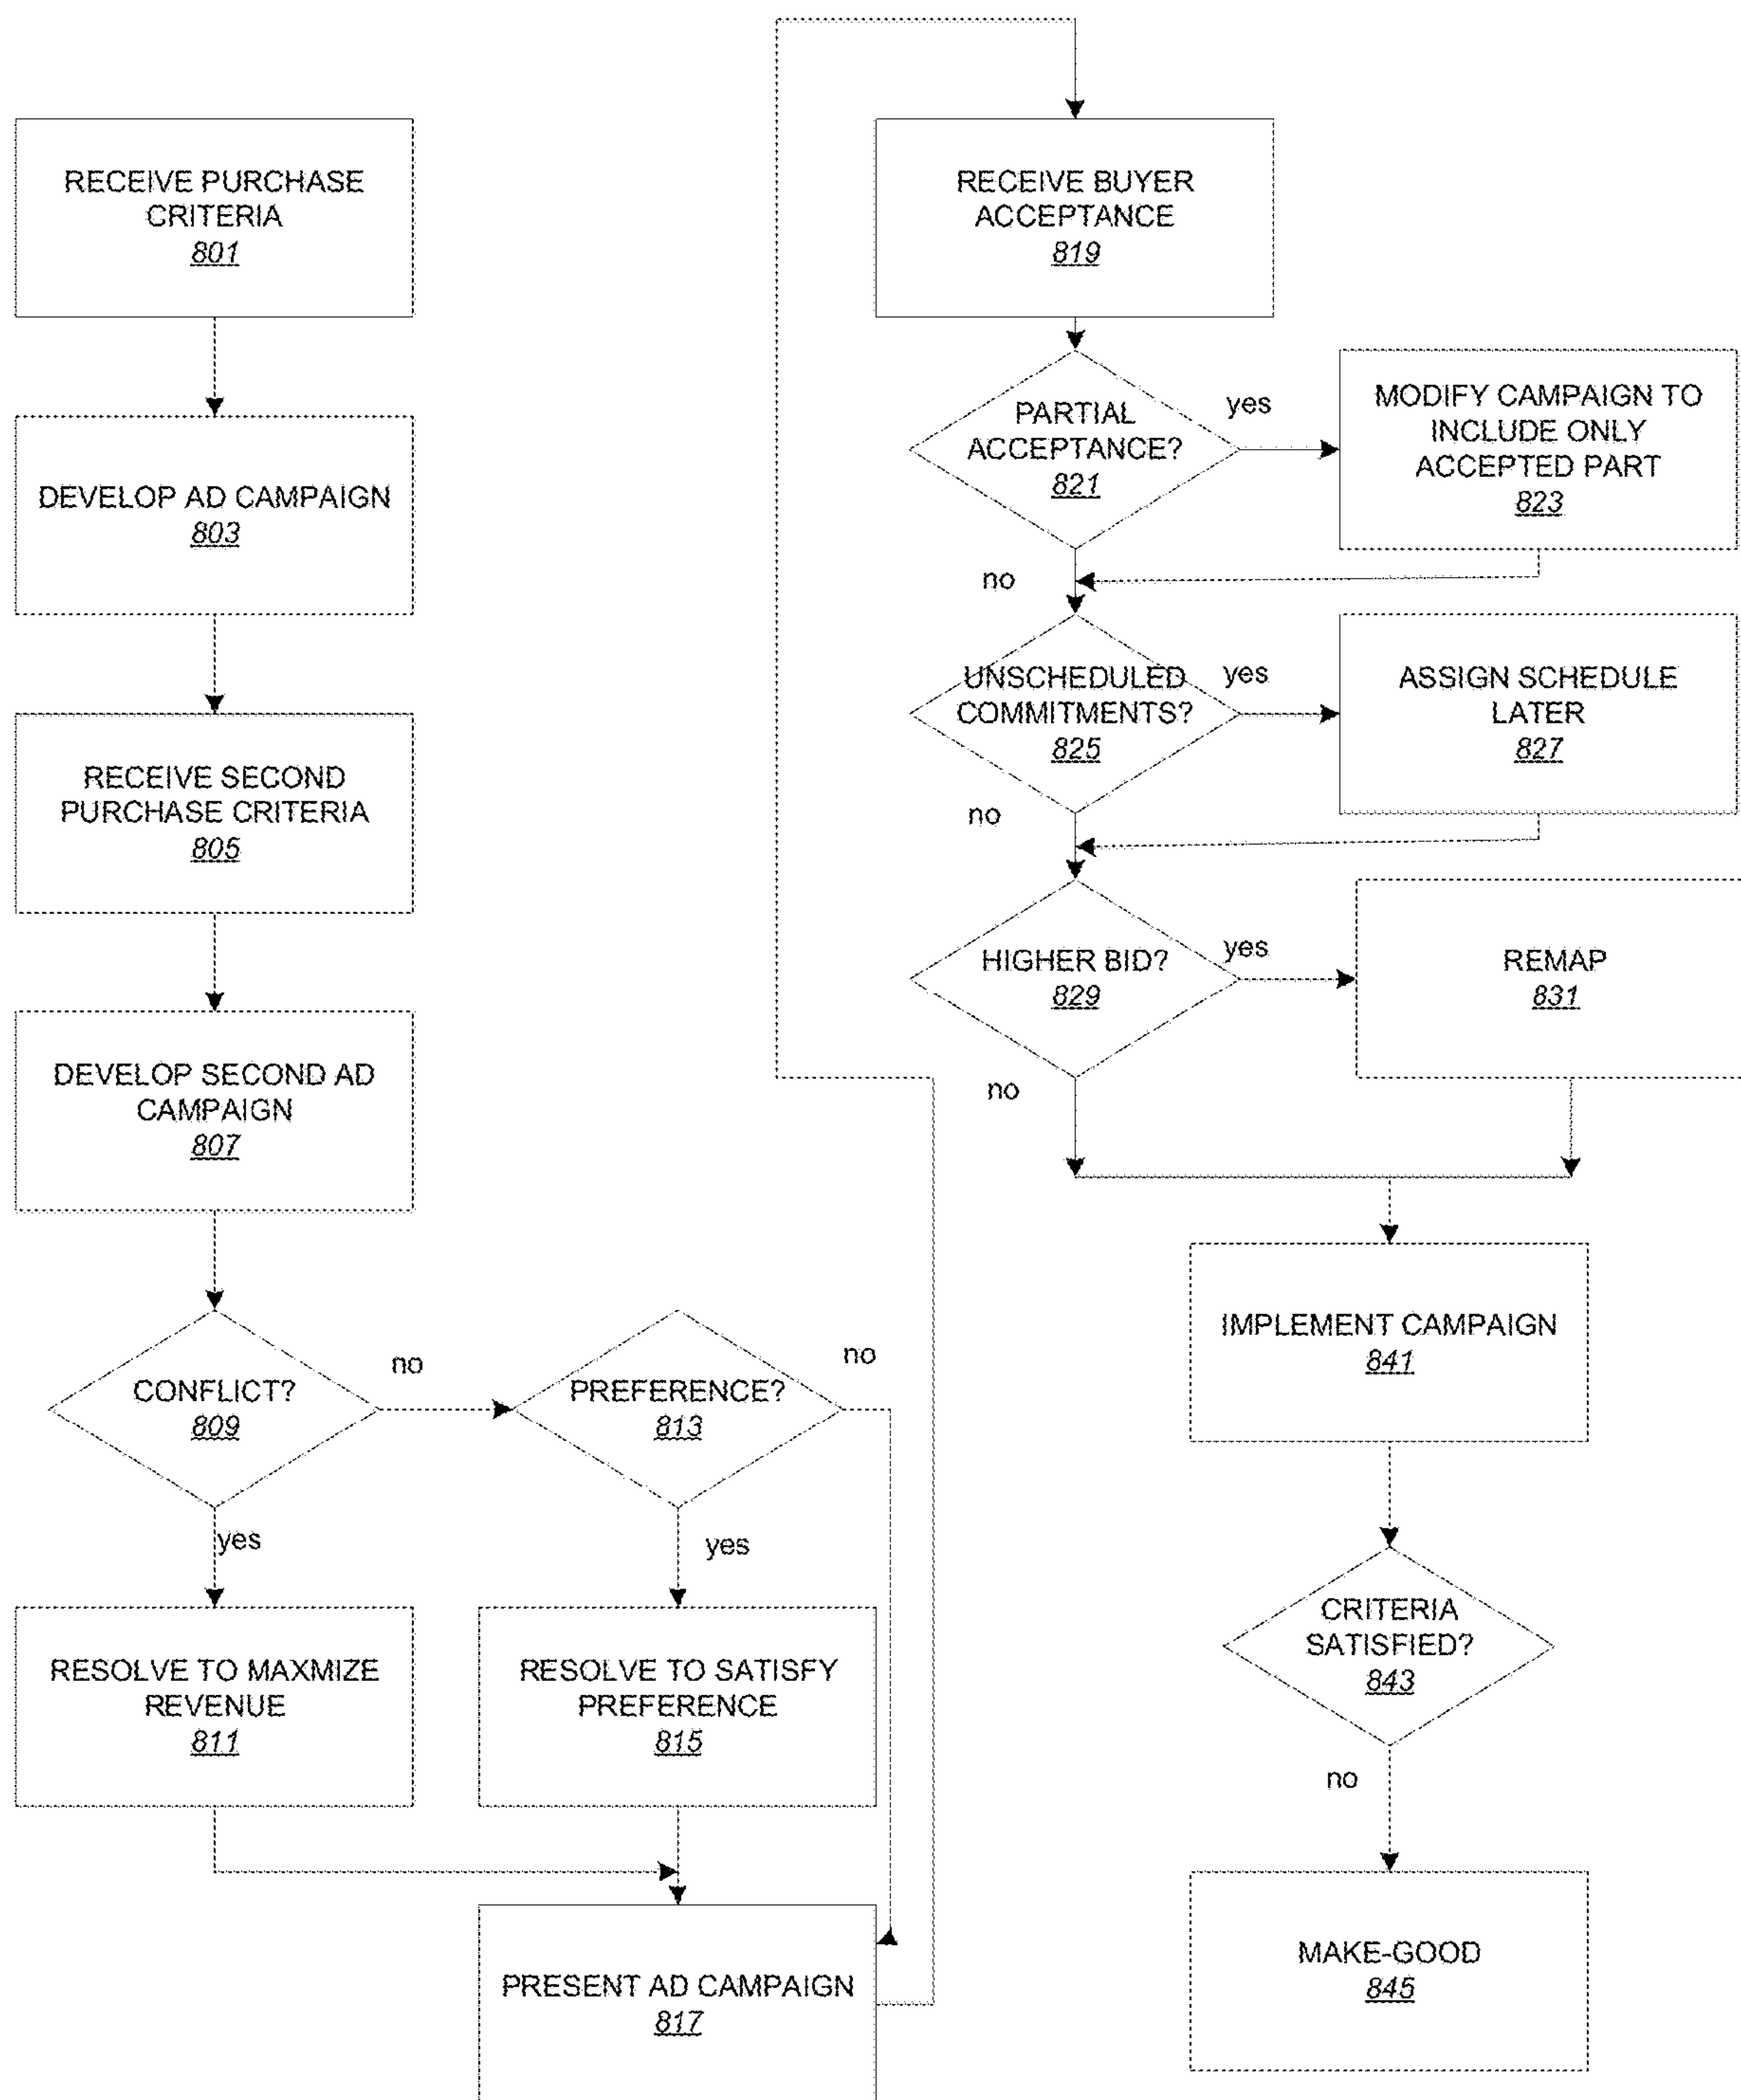 RECEIVE PURCHASE
CRITERIA
801
DEVELOP AD CAMPAIGN
803
RECEIVE SECOND
PURCHASE CRITERIA
805
DEVELOP SECOND AD
CAMPAIGN
807
CONFLICT?
809
no
yes
PREFERENCE?
813
no
yes
RESOLVE TO MAXMIZE
REVENUE
811
RESOLVE TO SATISFY
PREFERENCE
815
PRESENT AD CAMPAIGN
817
RECEIVE BUYER
ACCEPTANCE
819
PARTIAL
ACCEPTANCE?
821
yes
no
MODIFY CAMPAIGN TO
INCLUDE ONLY
ACCEPTED PART
823
UNSCHEDULED
COMMITMENTS?
825
yes
no
ASSIGN SCHEDULE
LATER
827
HIGHER BID?
829
yes
no
REMAP
831
IMPLEMENT CAMPAIGN
841
CRITERIA
SATISFIED?
843
no
MAKE-GOOD
845